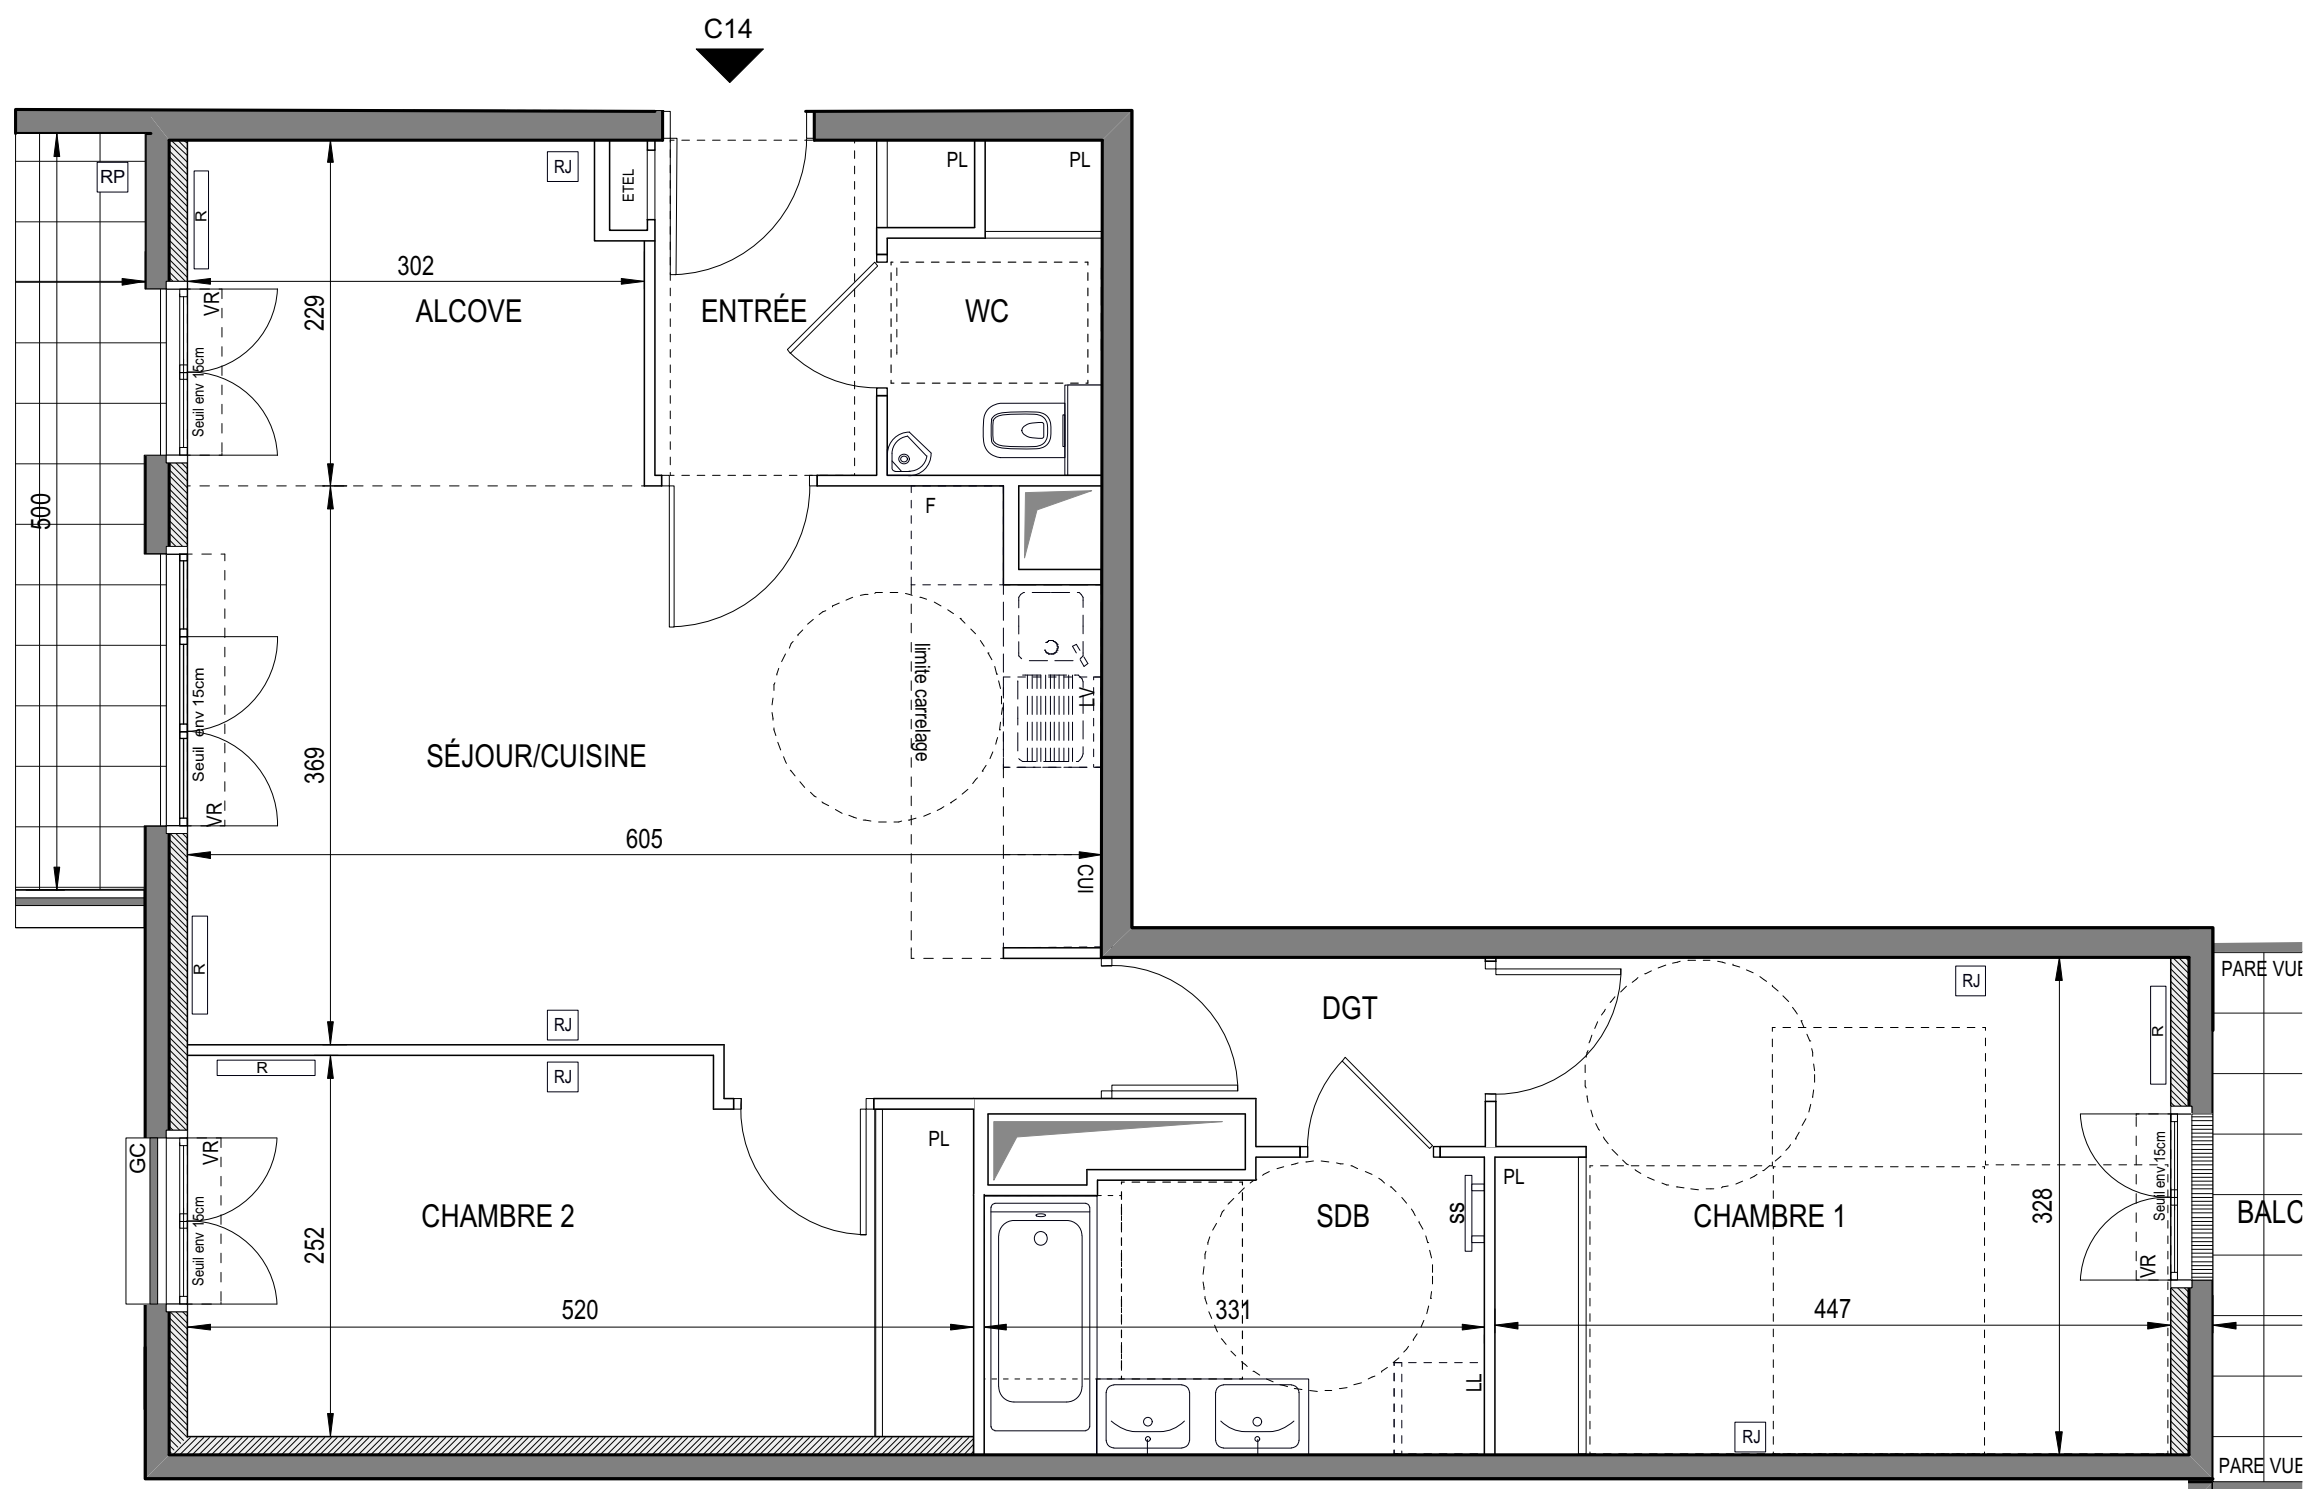 C14
RP
R
RJ
ETEL
PL
PL
302
229
VR
ALCOVE
ENTRÉE
WC
Seuil env 15cm
500
F
limite carrelage
Seuil env 15cm
VR
LV
SÉJOUR/CUISINE
369
605
CUI
R
RJ
DGT
RJ
PARE VUE
R
R
RJ
GC
VR
PL
PL
Seuil env 15cm
CHAMBRE 2
252
SDB
SS
CHAMBRE 1
328
Seuil env 15cm
VR
BALC
520
331
447
LL
RJ
PARE VUE